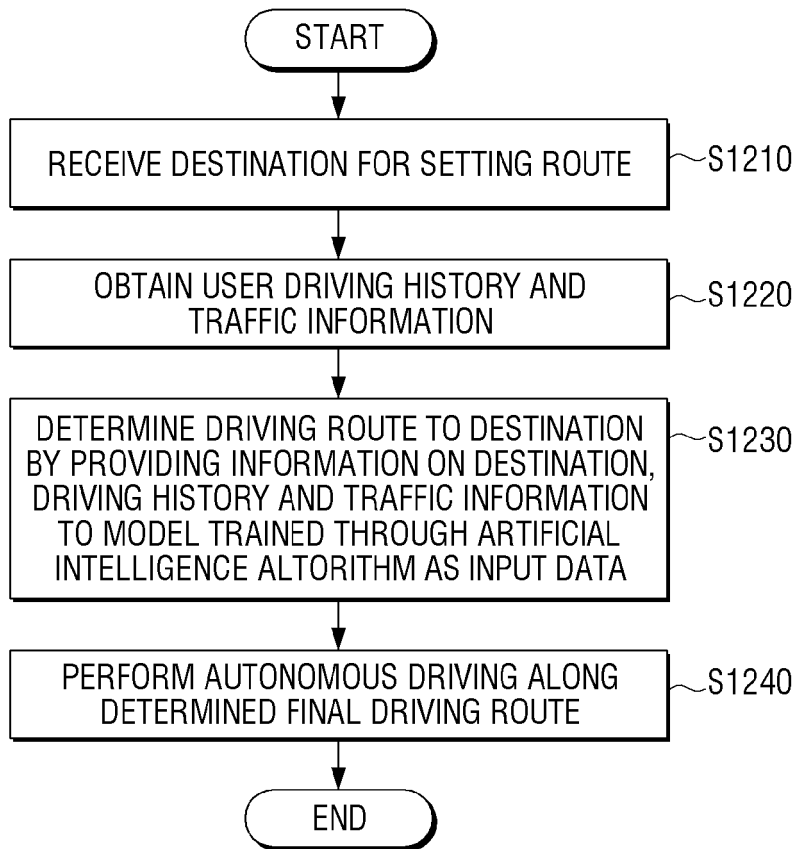 START
RECEIVE DESTINATION FOR SETTING ROUTE
S1210
OBTAIN USER DRIVING HISTORY AND
TRAFFIC INFORMATION
S1220
DETERMINE DRIVING ROUTE TO DESTINATION
BY PROVIDING INFORMATION ON DESTINATION,
DRIVING HISTORY AND TRAFFIC INFORMATION
TO MODEL TRAINED THROUGH ARTIFICIAL
INTELLIGENCE ALTORITHM AS INPUT DATA
S1230
PERFORM AUTONOMOUS DRIVING ALONG
DETERMINED FINAL DRIVING ROUTE
S1240
END